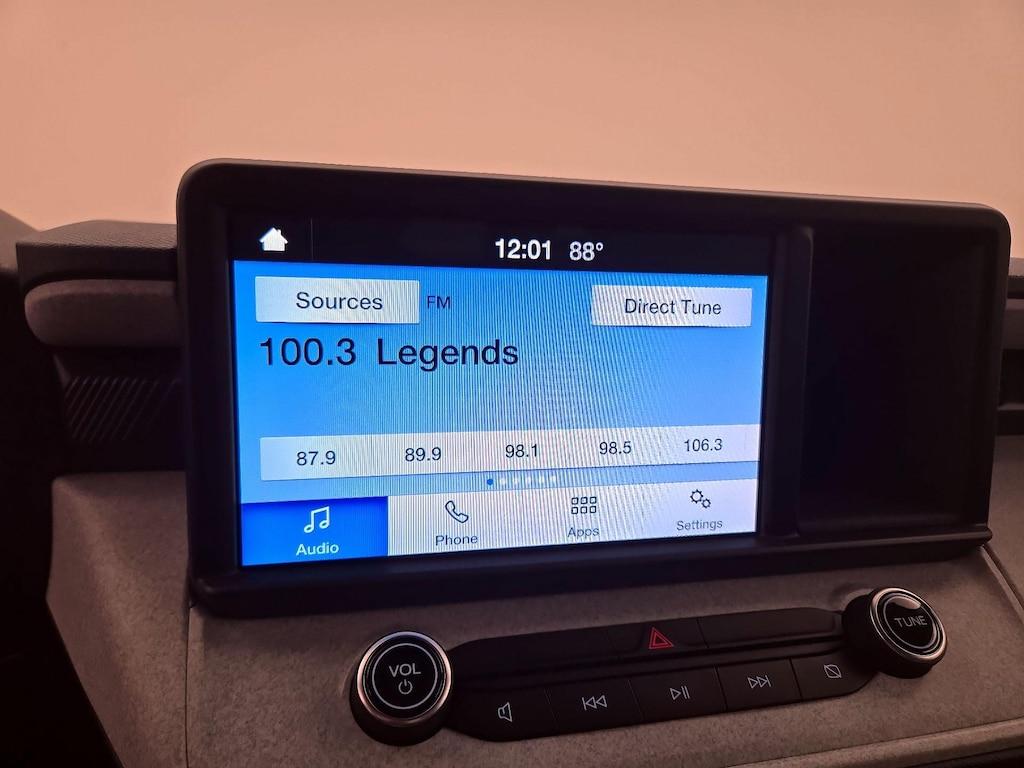 12:01 88°
Sources FM Direct Tune
100.3 Legends
87.9 89.9 98.1 98.5 106.3
Audio Phone Apps Settings
VOL TUNE